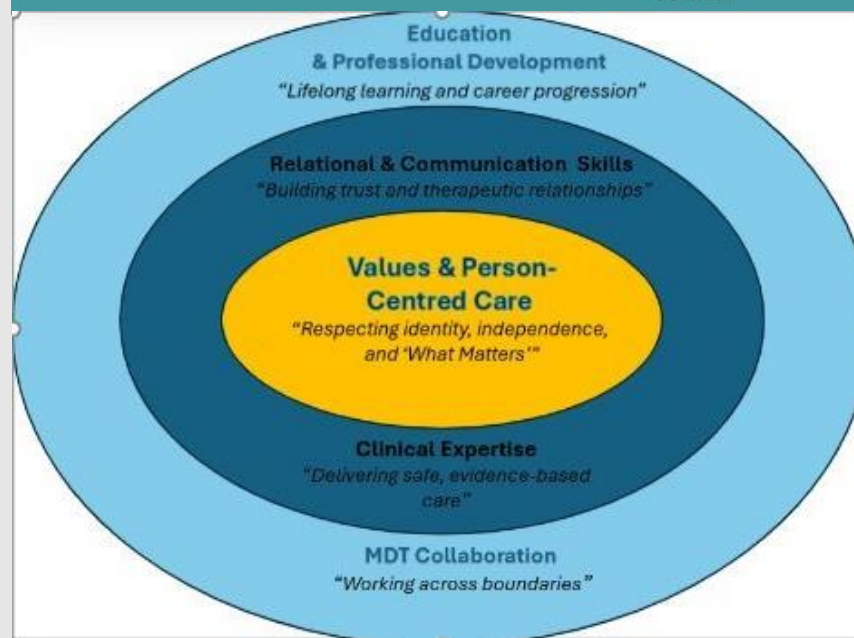 Education
& Professional Development
“Lifelong learning and career progression”
Relational & Communication Skills
“Building trust and therapeutic relationships”
Values & Person-
Centred Care
“Respecting identity, independence,
and ‘What Matters’”
Clinical Expertise
“Delivering safe, evidence-based
care”
MDT Collaboration
“Working across boundaries”